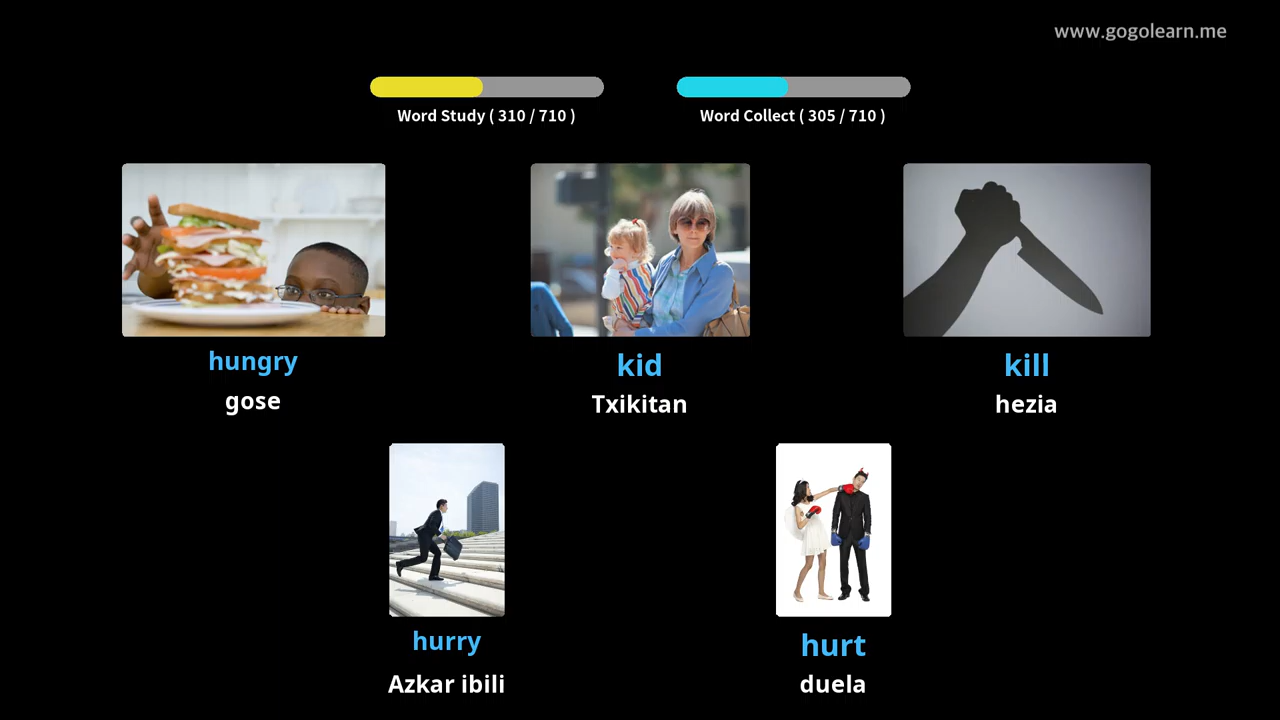 www.gogolearn.me
Word Study ( 310 / 710 )
Word Collect ( 305 / 710 )
hungry
gose
kid
Txikitan
kill
hezia
hurry
Azkar ibili
hurt
duela